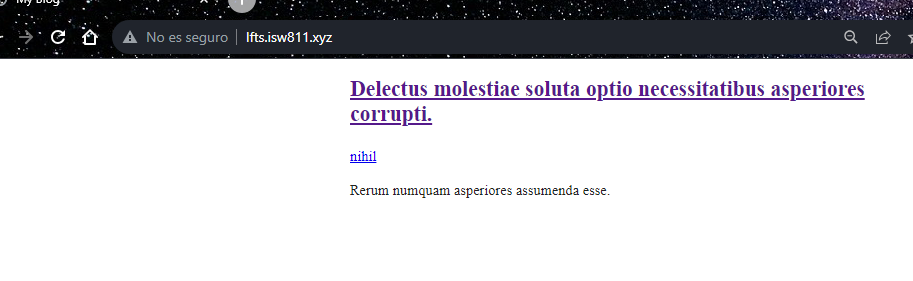 My Blog
No es seguro
lfts.isw811.xyz
Delectus molestiae soluta optio necessitatibus asperiores
corrupti.
nihil
Rerum numquam asperiores assumenda esse.